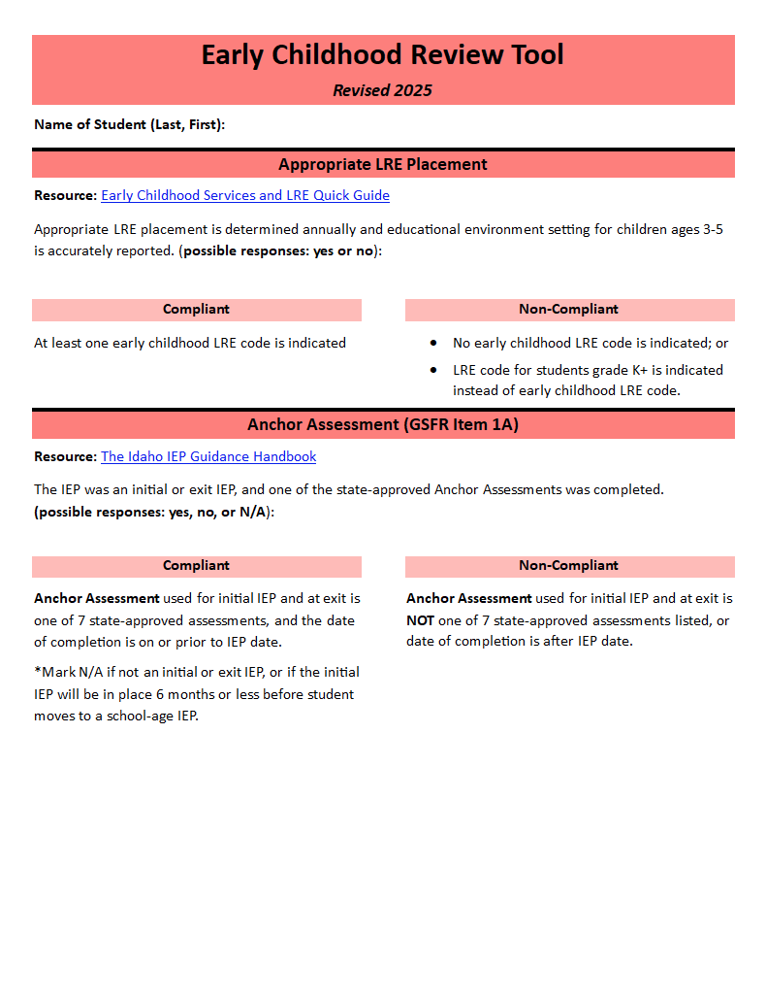 Early Childhood Review Tool
Revised 2025
Name of Student (Last, First):
Appropriate LRE Placement
Resource: Early Childhood Services and LRE Quick Guide
Appropriate LRE placement is determined annually and educational environment setting for children ages 3-5
is accurately reported. (possible responses: yes or no):
Compliant
At least one early childhood LRE code is indicated
Non-Compliant
• No early childhood LRE code is indicated; or
• LRE code for students grade K+ is indicated
instead of early childhood LRE code.
Anchor Assessment (GSFR Item 1A)
Resource: The Idaho IEP Guidance Handbook
The IEP was an initial or exit IEP, and one of the state-approved Anchor Assessments was completed.
(possible responses: yes, no, or N/A):
Compliant
Anchor Assessment used for initial IEP and at exit is
one of 7 state-approved assessments, and the date
of completion is on or prior to IEP date.
*Mark N/A if not an initial or exit IEP, or if the initial
IEP will be in place 6 months or less before student
moves to a school-age IEP.
Non-Compliant
Anchor Assessment used for initial IEP and at exit is
NOT one of 7 state-approved assessments listed, or
date of completion is after IEP date.